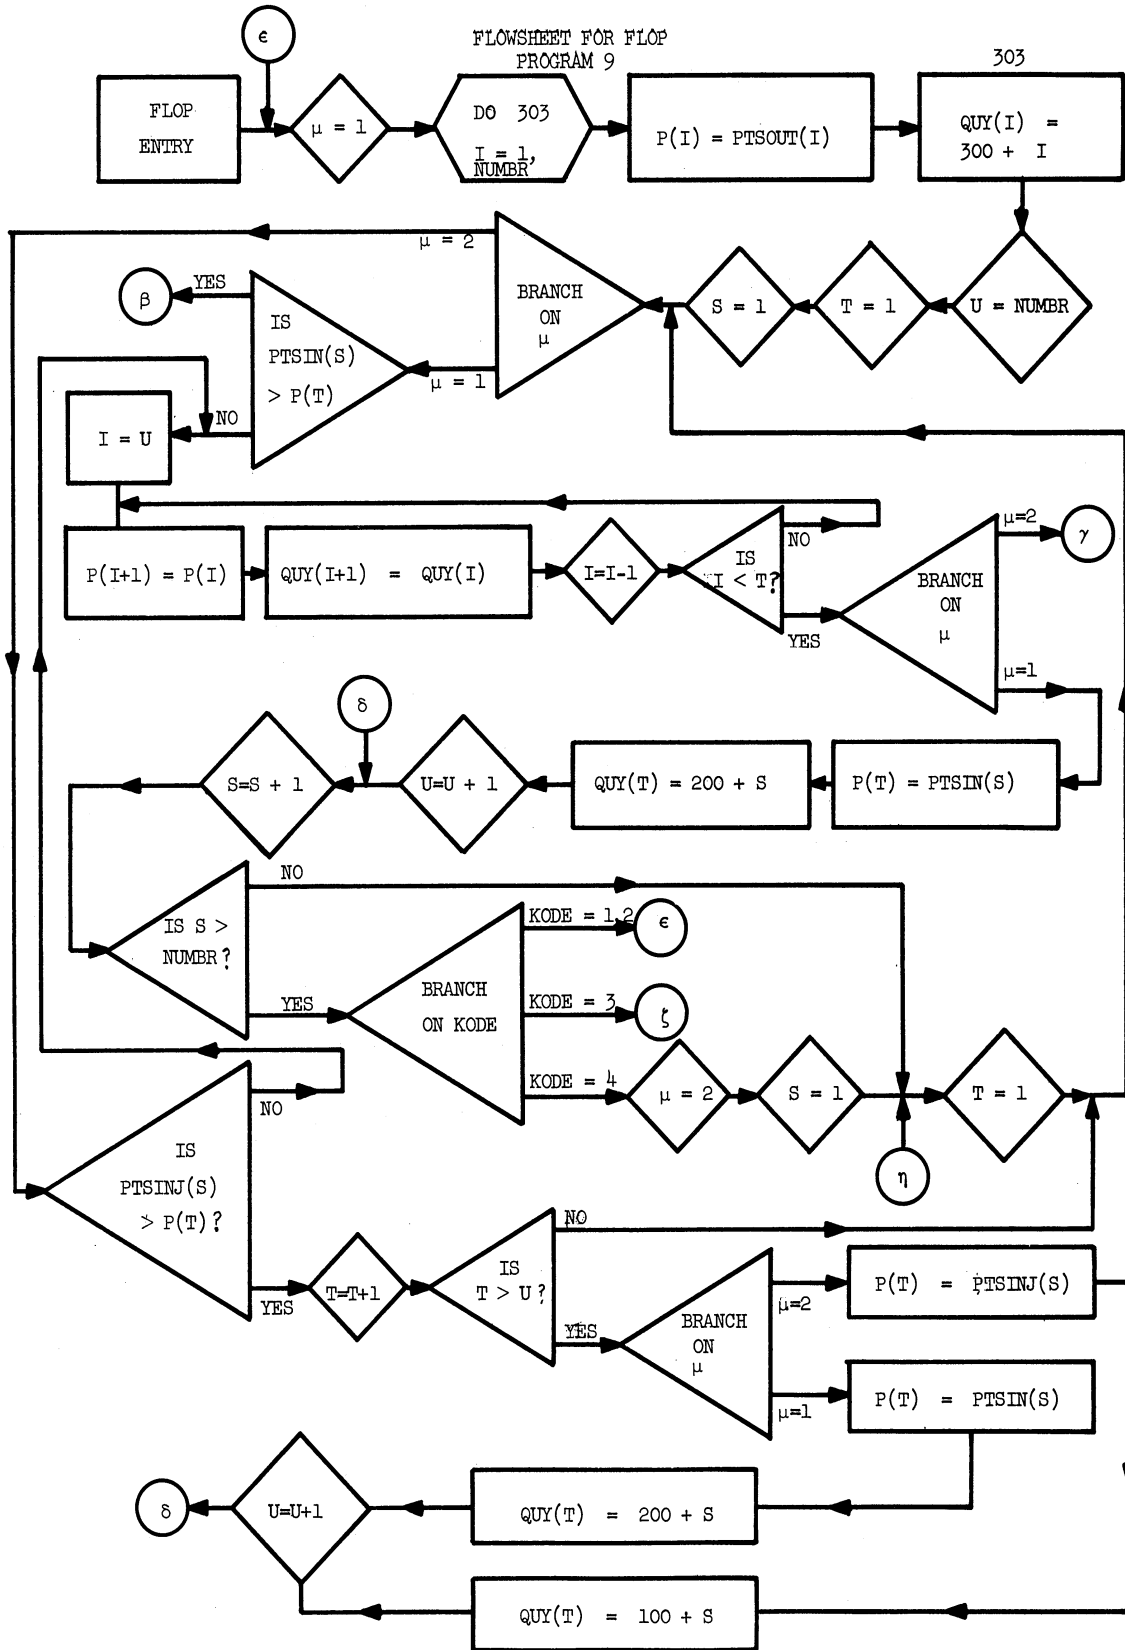 FLOWSHEET FOR FLOP
PROGRAM 9
ϵ
FLOP
ENTRY
μ = 1
DO 303
I = 1,
NUMBR
P(I) = PTSOUT(I)
303
QUY(I) =
300 + I
μ = 2
β
YES
IS
PTSIN(S)
> P(T)
NO
μ = 1
BRANCH
ON
μ
S = 1
T = 1
U = NUMBR
I = U
P(I+1) = P(I)
QUY(I+1) = QUY(I)
I=I-1
IS
I < T?
NO
YES
BRANCH
ON
μ
μ=2
γ
μ=1
δ
S=S + 1
U=U + 1
QUY(T) = 200 + S
P(T) = PTSIN(S)
IS S >
NUMBR?
NO
YES
BRANCH
ON KODE
KODE = 1,2
ϵ
KODE = 3
ζ
KODE = 4
μ = 2
S = 1
T = 1
η
IS
PTSINJ(S)
> P(T)?
NO
YES
T=T+1
IS
T > U?
NO
YES
BRANCH
ON
μ
μ=2
P(T) = PTSINJ(S)
μ=1
P(T) = PTSIN(S)
δ
U=U+1
QUY(T) = 200 + S
QUY(T) = 100 + S